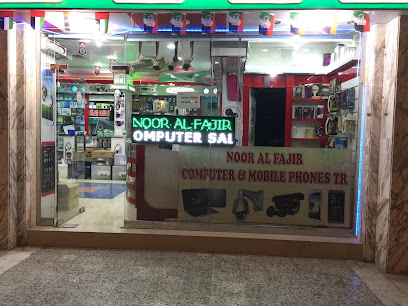 NOOR AL-FAJIR
OMPUTER SAL
NOOR AL FAJIR
COMPUTER & MOBILE PHONES TR